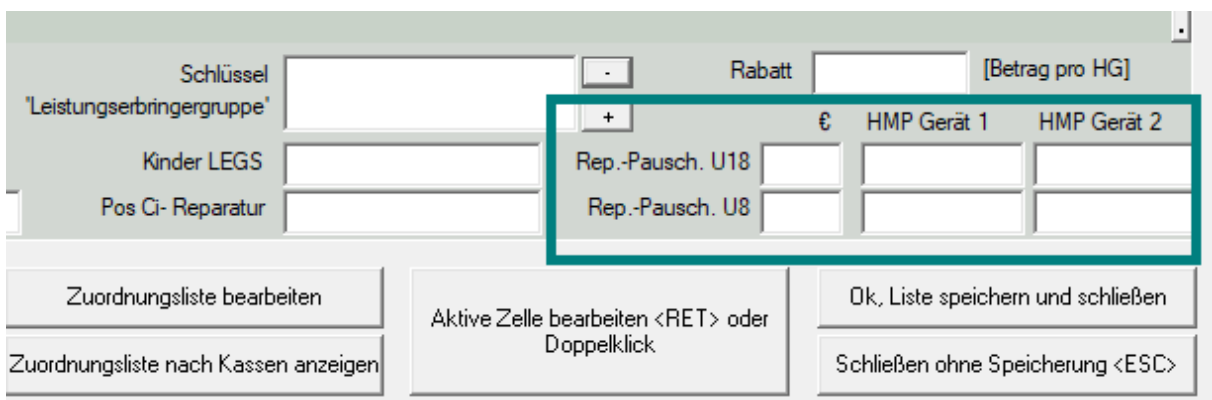 .
Schlüssel
"Leistungserbringergruppe"
-
+
Rabatt [Betrag pro HG]
€ HMP Gerät 1 HMP Gerät 2
Kinder LEGS
Rep.-Pausch. U18
Pos Ci- Reparatur
Rep.-Pausch. U8
Zuordnungsliste bearbeiten
Aktive Zelle bearbeiten <RET> oder
Doppelklick
Ok, Liste speichern und schließen
Zuordnungsliste nach Kassen anzeigen
Schließen ohne Speicherung <ESC>